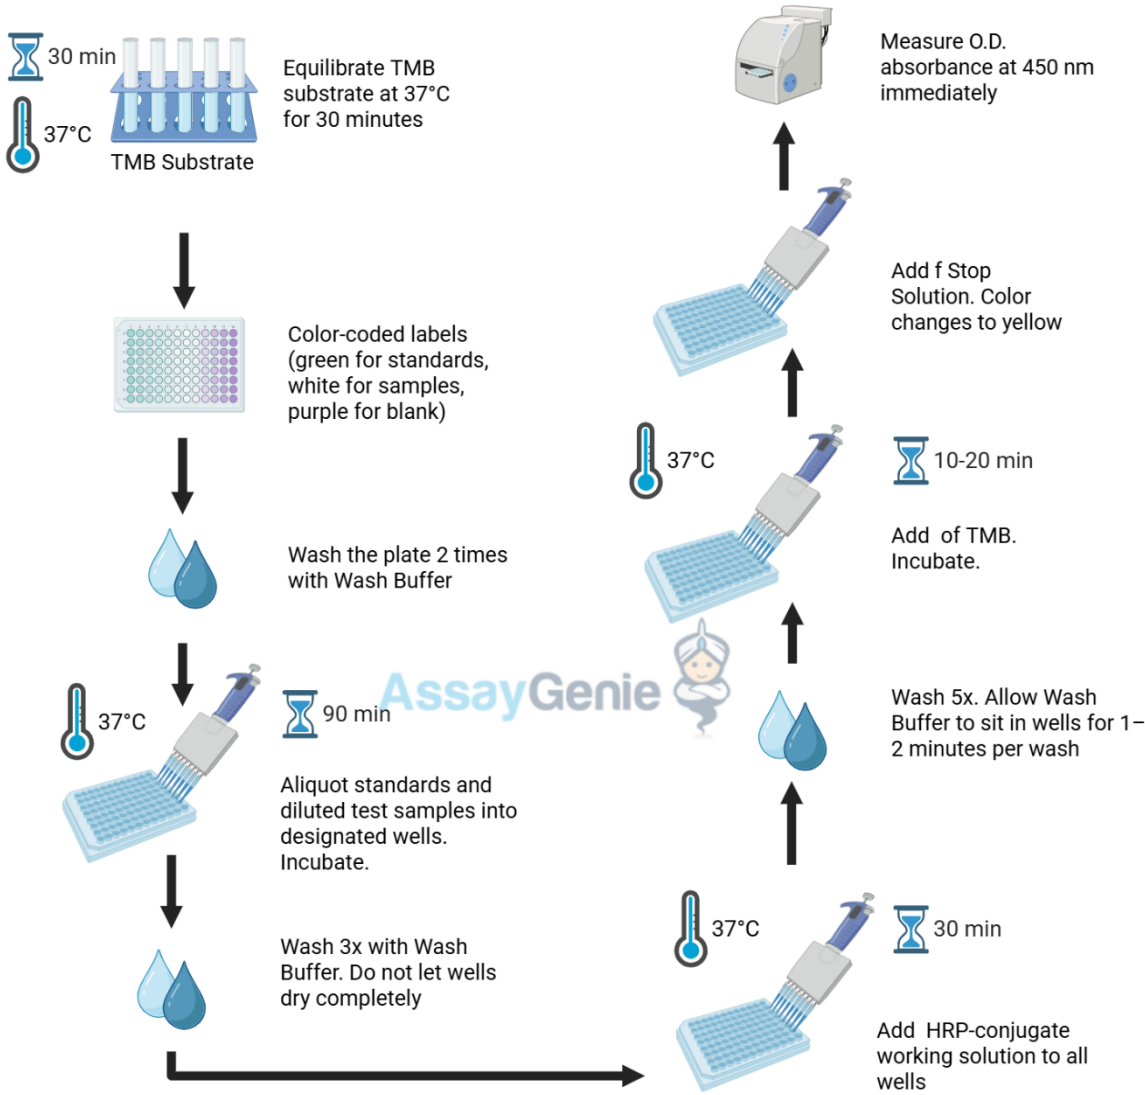 30 min
37°C
TMB Substrate
Equilibrate TMB
substrate at 37°C
for 30 minutes
Color-coded labels
(green for standards,
white for samples,
purple for blank)
Wash the plate 2 times
with Wash Buffer
37°C
90 min
Aliquot standards and
diluted test samples into
designated wells.
Incubate.
Wash 3x with Wash
Buffer. Do not let wells
dry completely
37°C
30 min
Add HRP-conjugate
working solution to all
wells
Wash 5x. Allow Wash
Buffer to sit in wells for 1–
2 minutes per wash
37°C
10-20 min
Add of TMB.
Incubate.
Add f Stop
Solution. Color
changes to yellow
Measure O.D.
absorbance at 450 nm
immediately
AssayGenie